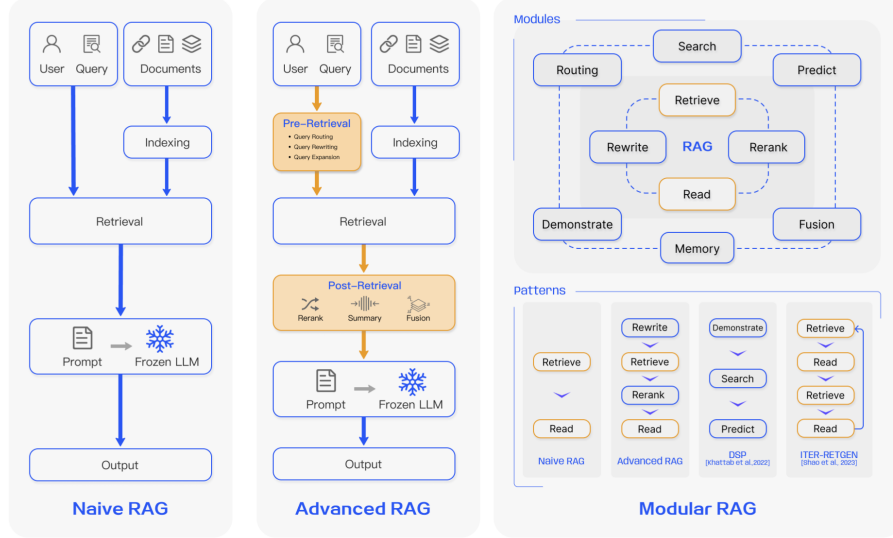 User Query
Documents
Indexing
Retrieval
Prompt
Frozen LLM
Output
Naive RAG
User Query
Documents
Pre-Retrieval
• Query Routing
• Query Rewriting
• Query Expansion
Indexing
Retrieval
Post-Retrieval
Rerank
Summary
Fusion
Prompt
Frozen LLM
Output
Advanced RAG
Modules
Search
Routing
Predict
Retrieve
Rewrite
RAG
Rerank
Read
Demonstrate
Fusion
Memory
Patterns
Retrieve
Read
Naive RAG
Rewrite
Retrieve
Rerank
Read
Advanced RAG
Demonstrate
Search
Predict
DSP
[Khattab et al.,2022]
Retrieve
Read
Retrieve
Read
ITER-RETGEN
[Shao et al., 2023]
Modular RAG